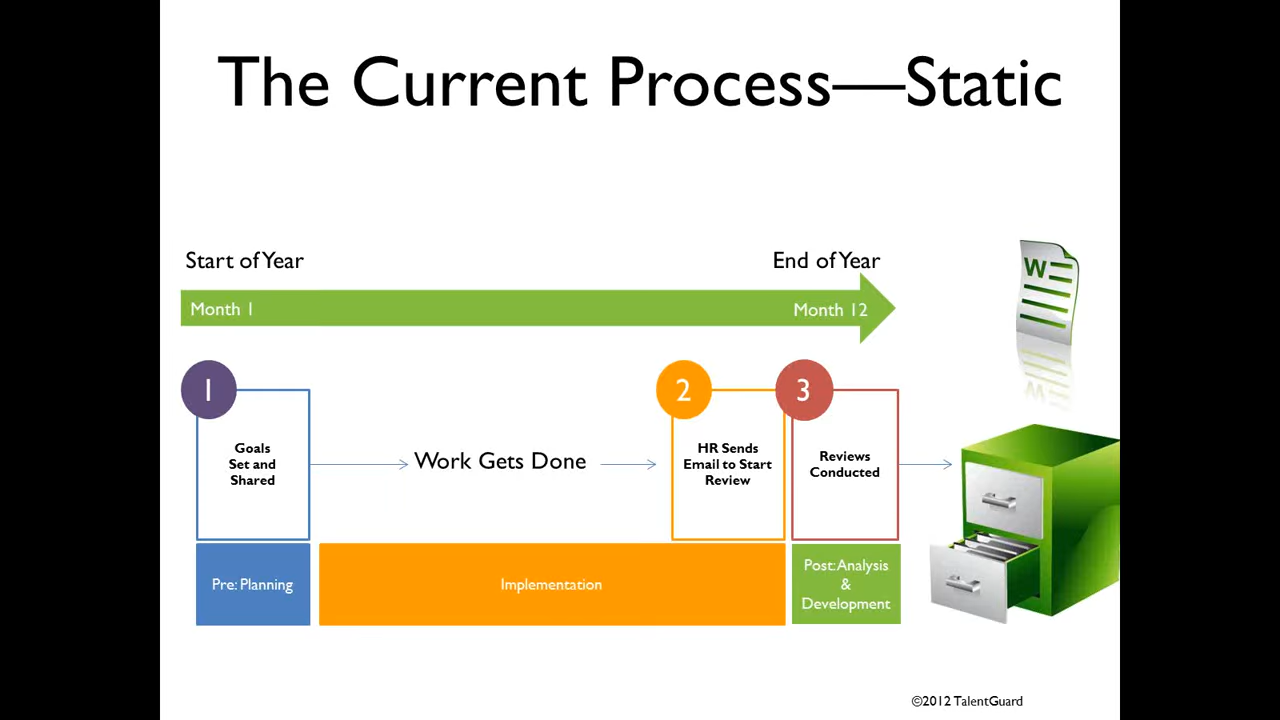 The Current Process—Static
Start of Year
End of Year
W
Month 1
Month 12
1
2
3
Goals
Set and
Shared
Work Gets Done
HR Sends
Email to Start
Review
Reviews
Conducted
Pre: Planning
Implementation
Post: Analysis
&
Development
©2012 TalentGuard